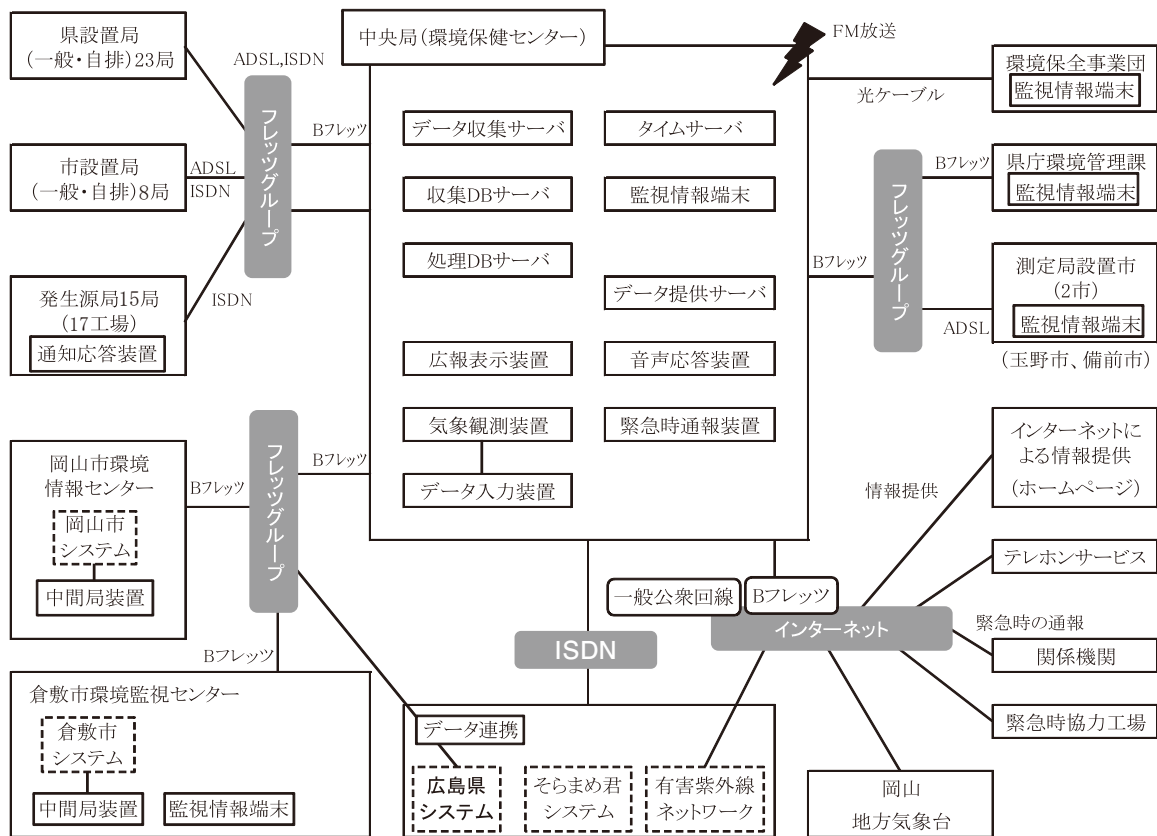 県設置局
(一般・自排)23局
ADSL,ISDN
フレッツグループ
Bフレッツ
市設置局
(一般・自排)8局
ADSL
ISDN
発生源局15局
(17工場)
通知応答装置
ISDN
中央局(環境保健センター)
FM放送
データ収集サーバ
タイムサーバ
収集DBサーバ
監視情報端末
処理DBサーバ
データ提供サーバ
広報表示装置
音声応答装置
気象観測装置
緊急時通報装置
データ入力装置
光ケーブル
環境保全事業団
監視情報端末
Bフレッツ
フレッツグループ
Bフレッツ
県庁環境管理課
監視情報端末
ADSL
測定局設置市
(2市)
監視情報端末
(玉野市、備前市)
岡山市環境
情報センター
岡山市
システム
中間局装置
Bフレッツ
フレッツグループ
Bフレッツ
Bフレッツ
倉敷市環境監視センター
倉敷市
システム
中間局装置
監視情報端末
ISDN
データ連携
広島県
システム
そらまめ君
システム
有害紫外線
ネットワーク
一般公衆回線
Bフレッツ
インターネット
情報提供
インターネットに
よる情報提供
(ホームページ)
テレホンサービス
緊急時の通報
関係機関
緊急時協力工場
岡山
地方気象台